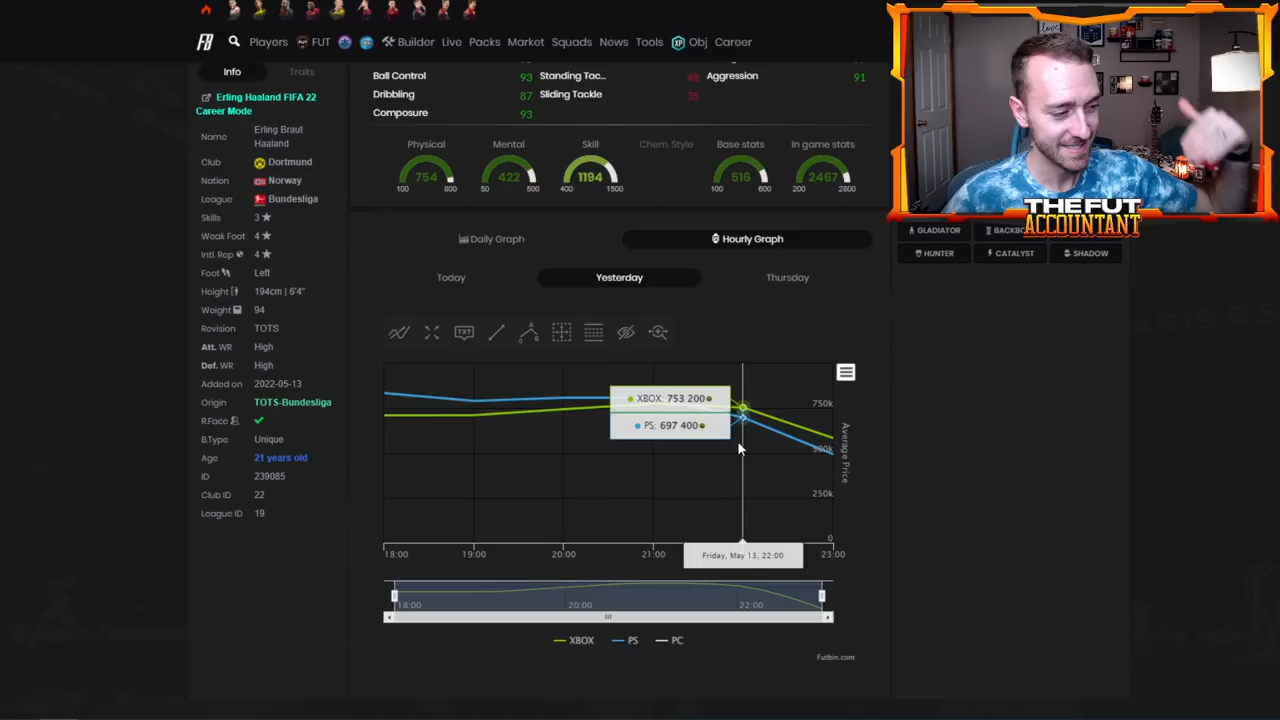 Players FUT Builder Live Packs Market Squads News Tools XP Obj Career
love
Info Traits
Erling Haaland FIFA 22
Career Mode
Name Erling Braut
Haaland
Club Dortmund
Nation Norway
League Bundesliga
Skills 3
Weak Foot 4
Intl. Rep 4
Foot Left
Height 194cm | 6'4"
Weight 94
Revision TOTS
Att. WR High
Def. WR High
Added on 2022-05-13
Origin TOTS-Bundesliga
R.Face
B.Type Unique
Age 21 years old
ID 239085
Club ID 22
League ID 19
Ball Control 93 Standing Tac... 48 Aggression 91
Dribbling 87 Sliding Tackle 35
Composure 93
Physical Mental Skill Chem. Style Base stats In game stats
754 422 1194 516 2467
100 800 50 500 400 1500 100 600 200 2800
THE FUT
ACCOUNTANT
GLADIATOR BACKBO
HUNTER CATALYST SHADOW
Daily Graph Hourly Graph
Today Yesterday Thursday
TXT
XBOX: 753 200
PS: 697 400
750k
500k
250k
0
Average Price
18:00 19:00 20:00 21:00 23:00
Friday, May 13, 22:00
18:00 20:00 22:00
XBOX PS PC
Futbin.com